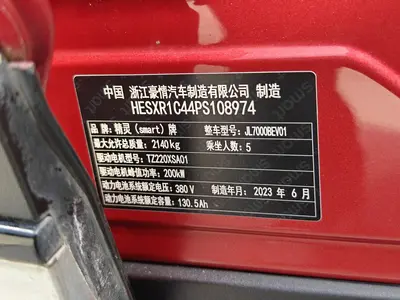 中国 浙江豪情汽车制造有限公司 制造
HESXR1C44PS108974
品牌：精灵（smart）牌 整车型号：JL7000BEV01
最大允许总质量：2140kg 乘坐人数：5
驱动电机型号：TZ220XSA01
驱动电机峰值功率：200kW
动力电池系统额定电压：380V 制造年月：2023 年 6 月
动力电池系统额定容量：130.5Ah